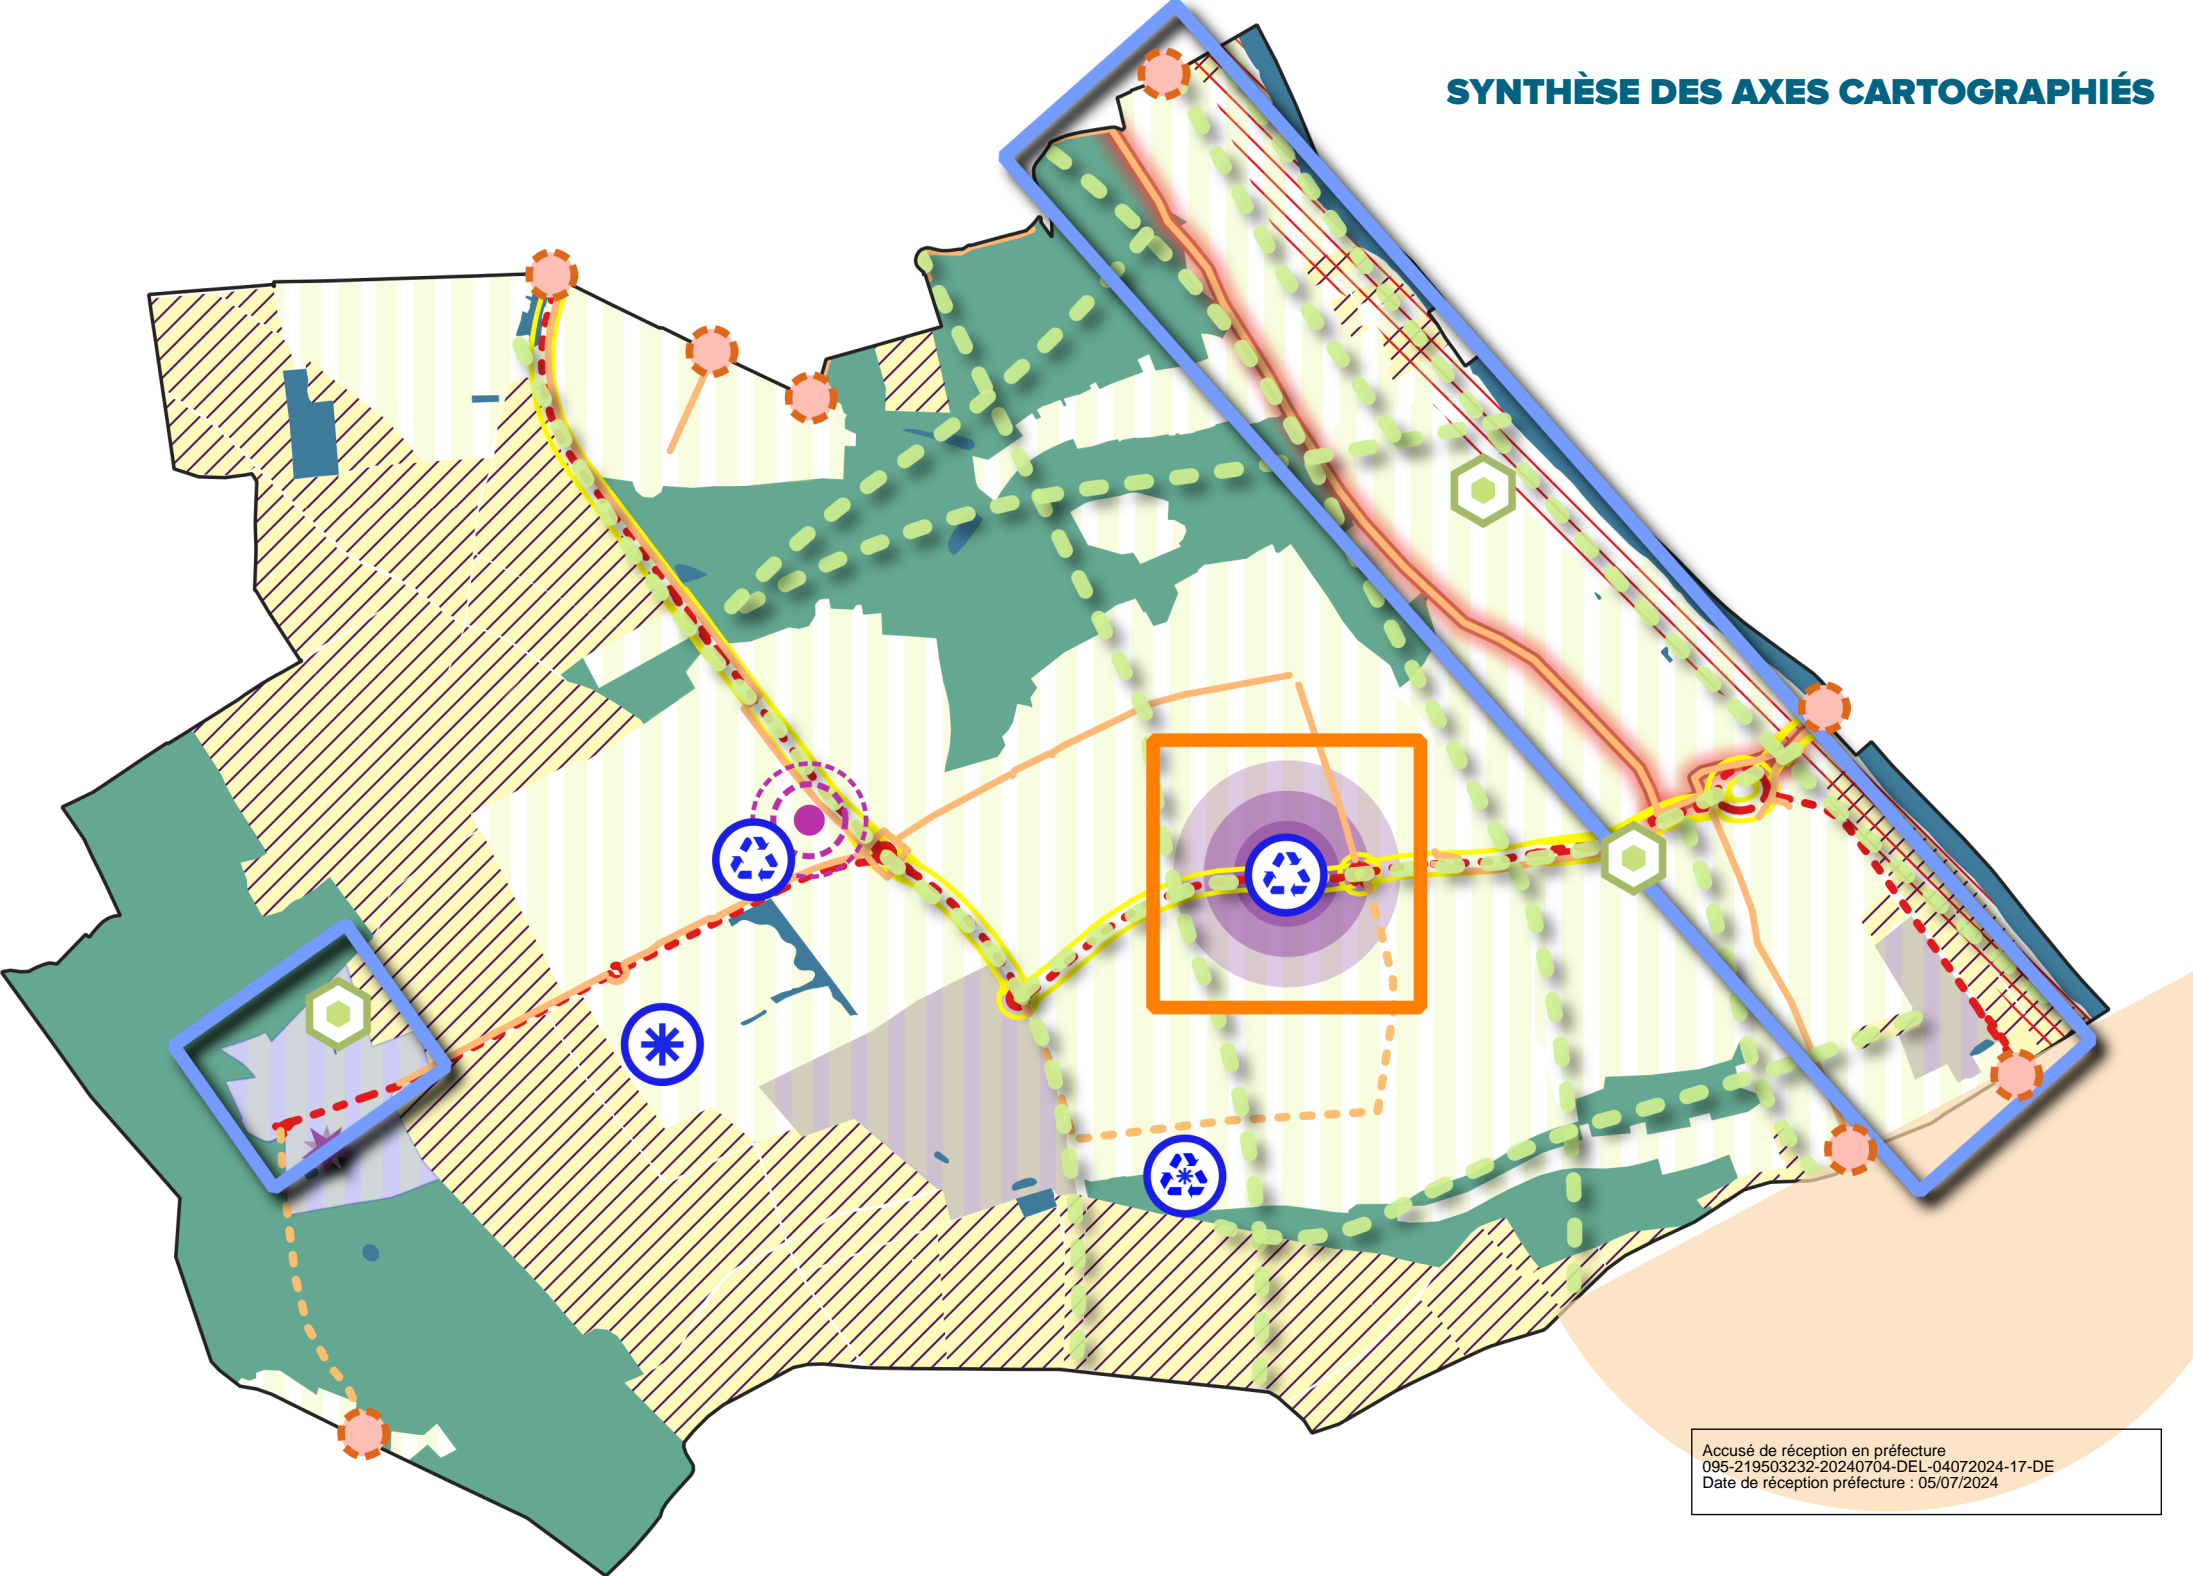 SYNTHÈSE DES AXES CARTOGRAPHIÉS
Accusé de réception en préfecture
095-219503232-20240704-DEL-04072024-17-DE
Date de réception préfecture : 05/07/2024